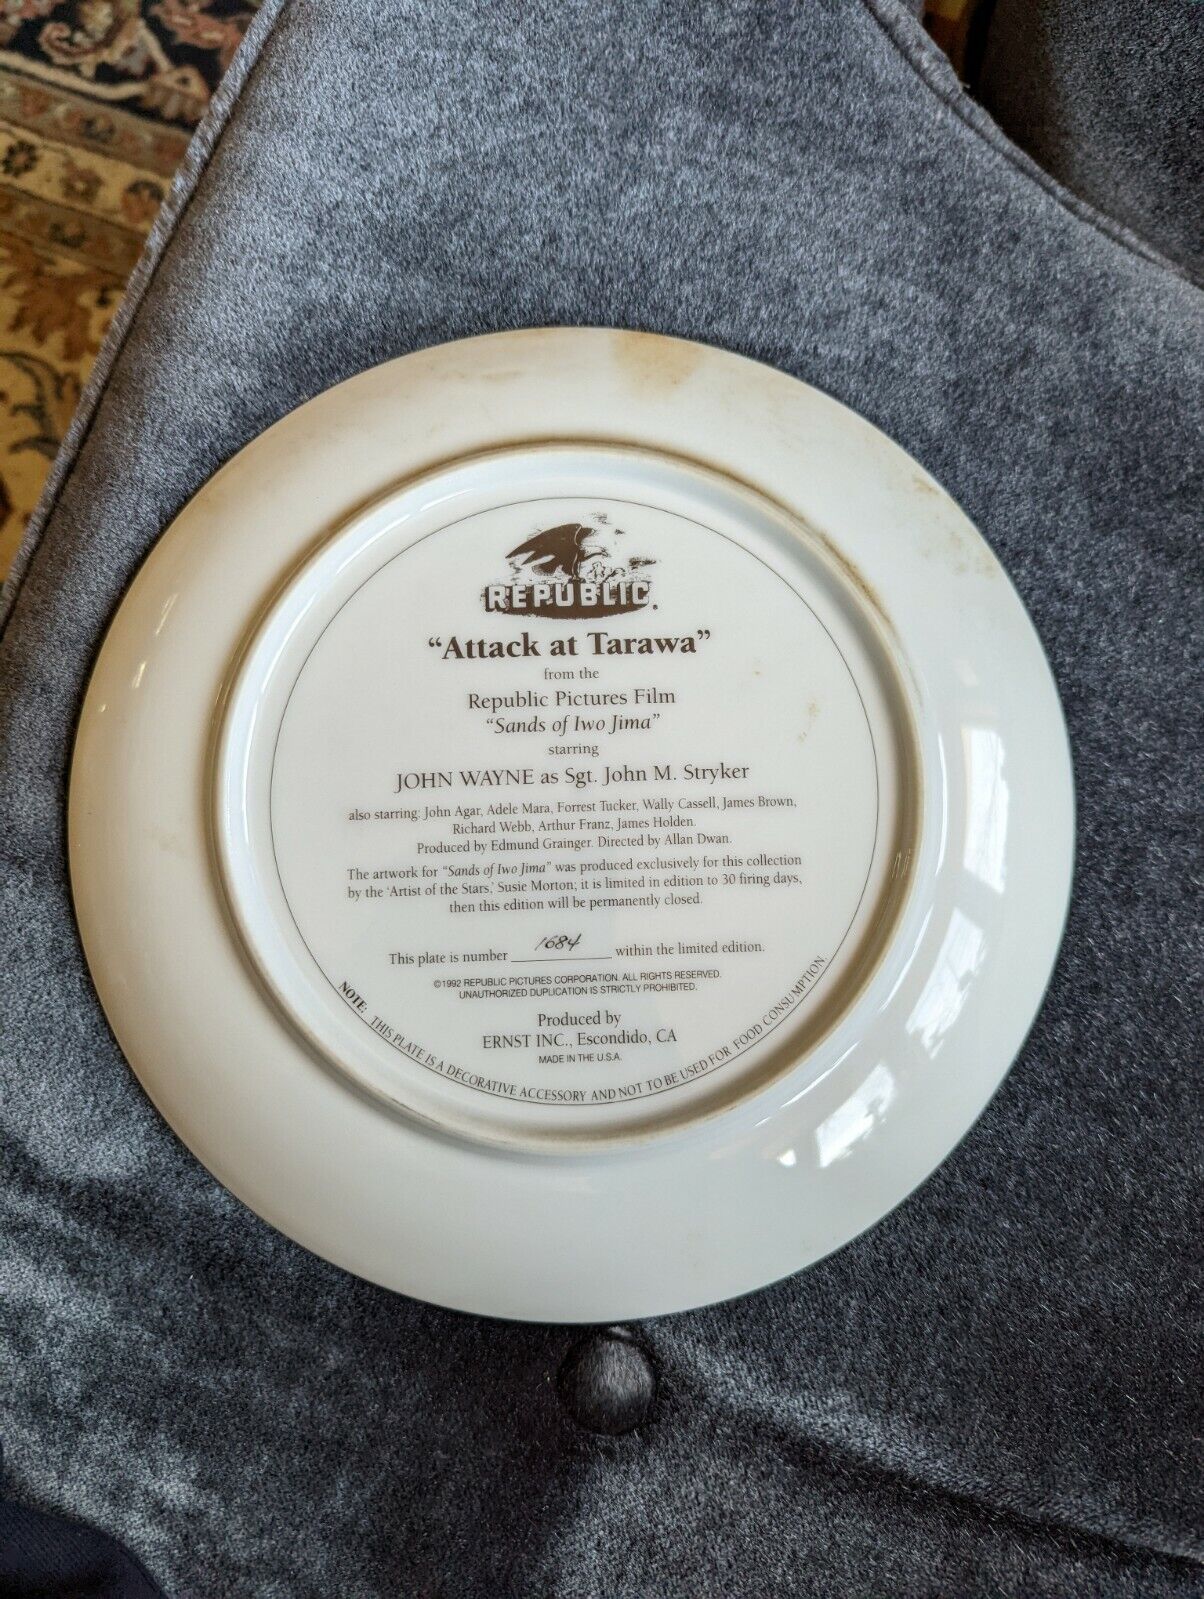 REPUBLIC®
“Attack at Tarawa”
from the
Republic Pictures Film
“Sands of Iwo Jima”
starring
JOHN WAYNE as Sgt. John M. Stryker
also starring: John Agar, Adele Mara, Forrest Tucker, Wally Cassell, James Brown,
Richard Webb, Arthur Franz, James Holden.
Produced by Edmund Grainger. Directed by Allan Dwan.
The artwork for “Sands of Iwo Jima” was produced exclusively for this collection
by the ‘Artist of the Stars,’ Susie Morton; it is limited in edition to 30 firing days,
then this edition will be permanently closed.
This plate is number 1684 within the limited edition.
©1992 REPUBLIC PICTURES CORPORATION. ALL RIGHTS RESERVED.
UNAUTHORIZED DUPLICATION IS STRICTLY PROHIBITED.
Produced by
ERNST INC., Escondido, CA
MADE IN THE U.S.A.
NOTE: THIS PLATE IS A DECORATIVE ACCESSORY AND NOT TO BE USED FOR FOOD CONSUMPTION.